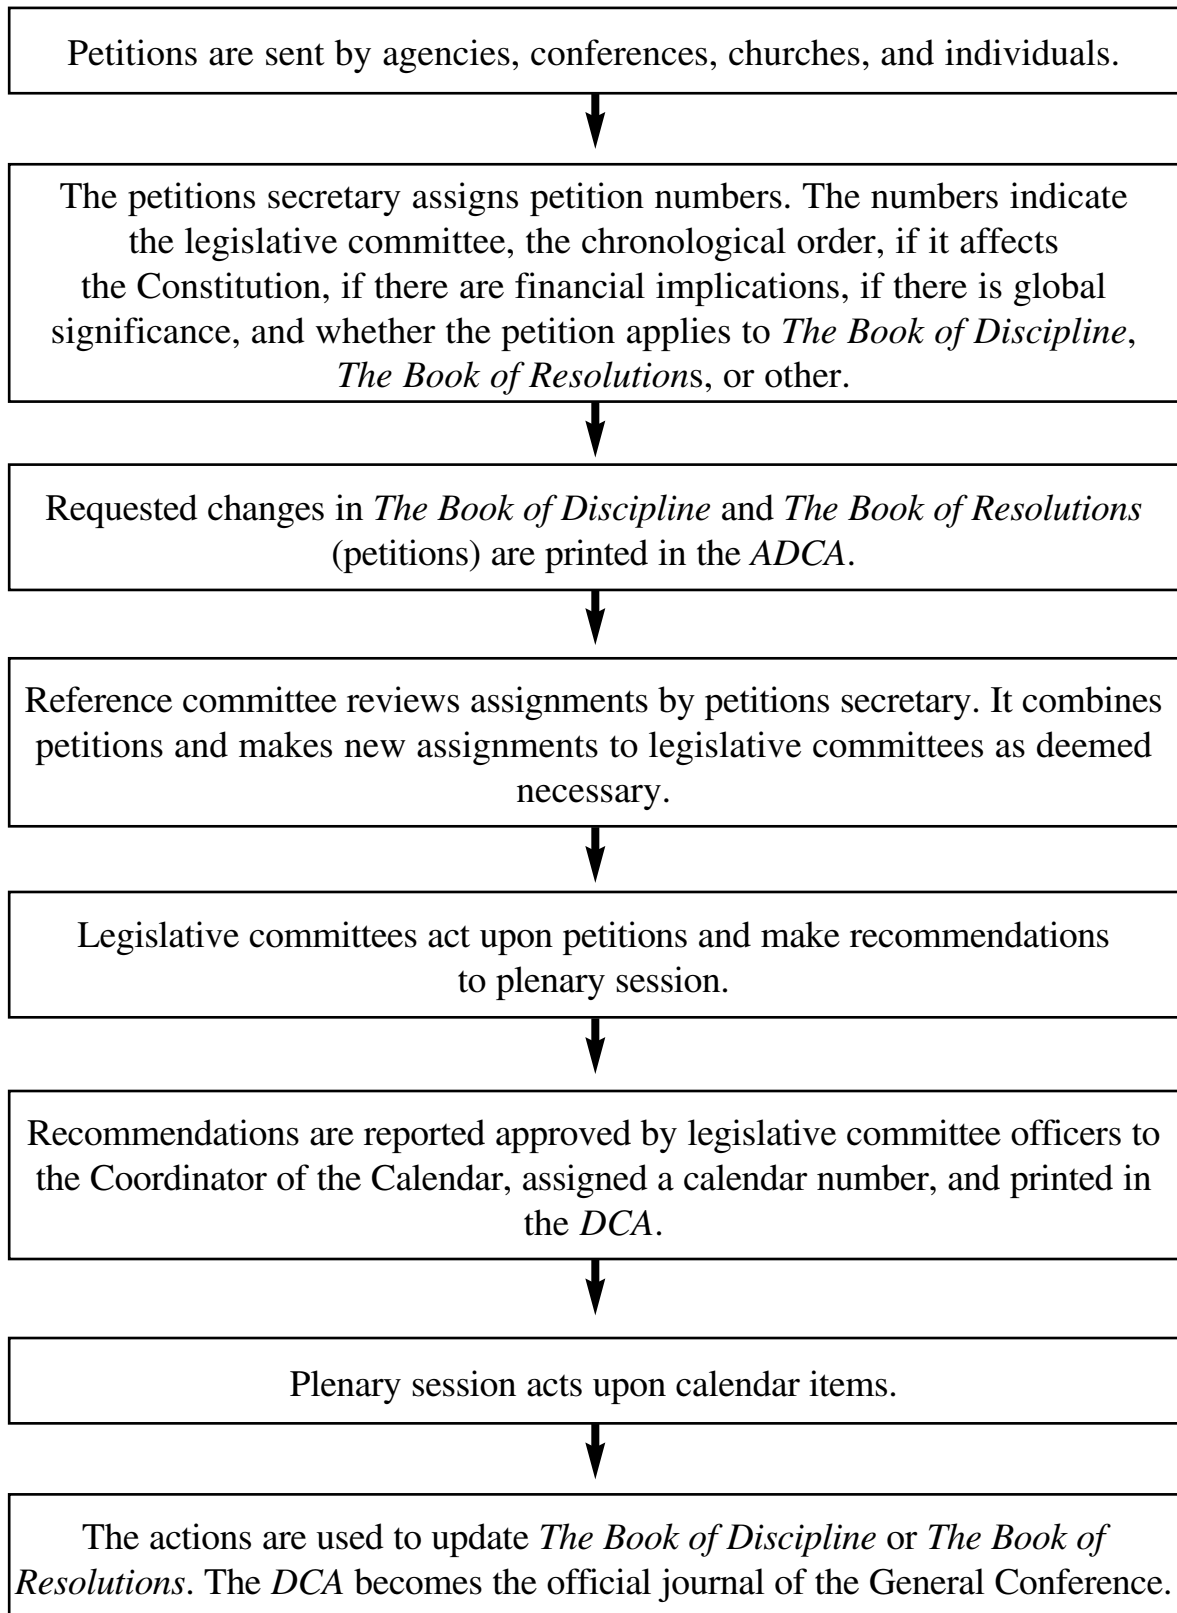 Petitions are sent by agencies, conferences, churches, and individuals.
The petitions secretary assigns petition numbers. The numbers indicate
the legislative committee, the chronological order, if it affects
the Constitution, if there are financial implications, if there is global
significance, and whether the petition applies to The Book of Discipline,
The Book of Resolutions, or other.
Requested changes in The Book of Discipline and The Book of Resolutions
(petitions) are printed in the ADCA.
Reference committee reviews assignments by petitions secretary. It combines
petitions and makes new assignments to legislative committees as deemed
necessary.
Legislative committees act upon petitions and make recommendations
to plenary session.
Recommendations are reported approved by legislative committee officers to
the Coordinator of the Calendar, assigned a calendar number, and printed in
the DCA.
Plenary session acts upon calendar items.
The actions are used to update The Book of Discipline or The Book of
Resolutions. The DCA becomes the official journal of the General Conference.